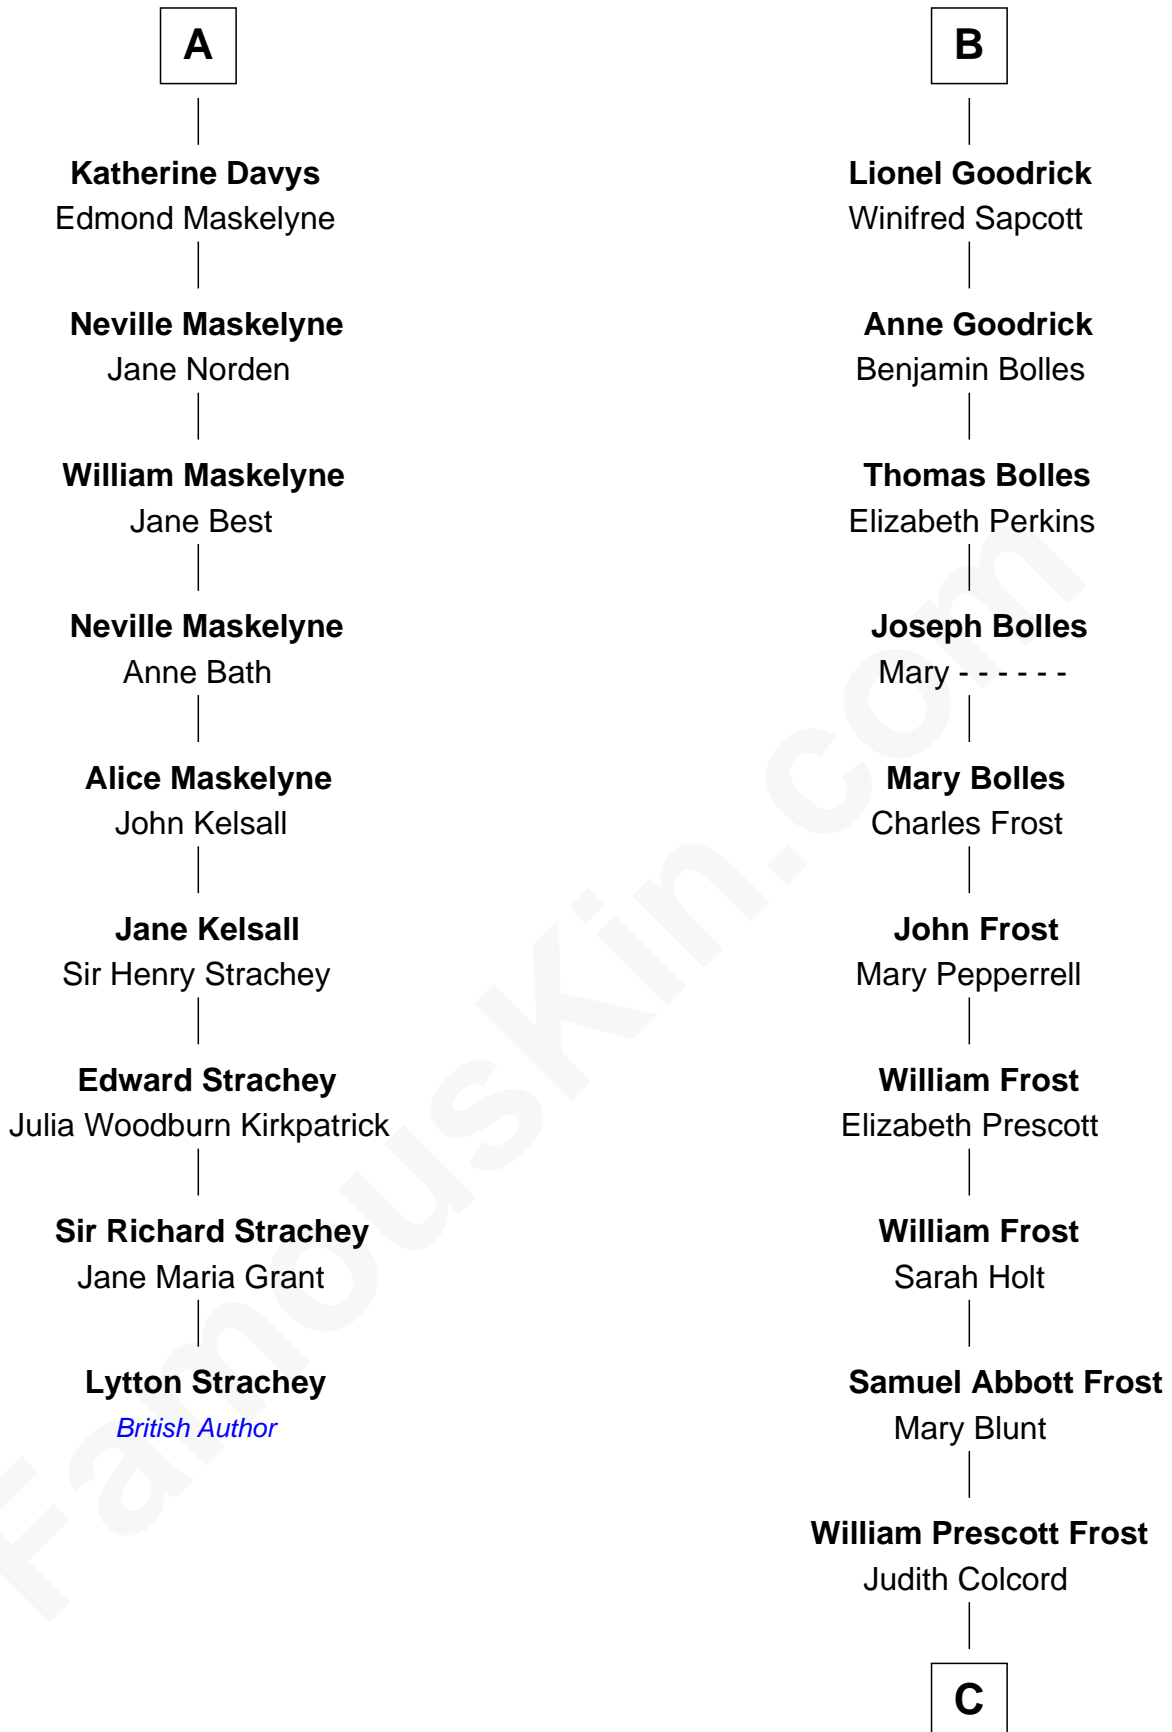 A
Katherine Davys
Edmond Maskelyne
Neville Maskelyne
Jane Norden
William Maskelyne
Jane Best
Neville Maskelyne
Anne Bath
Alice Maskelyne
John Kelsall
Jane Kelsall
Sir Henry Strachey
Edward Strachey
Julia Woodburn Kirkpatrick
Sir Richard Strachey
Jane Maria Grant
Lytton Strachey
British Author
B
Lionel Goodrick
Winifred Sapcott
Anne Goodrick
Benjamin Bolles
Thomas Bolles
Elizabeth Perkins
Joseph Bolles
Mary - - - - - -
Mary Bolles
Charles Frost
John Frost
Mary Pepperrell
William Frost
Elizabeth Prescott
William Frost
Sarah Holt
Samuel Abbott Frost
Mary Blunt
William Prescott Frost
Judith Colcord
C
FamousKin.com